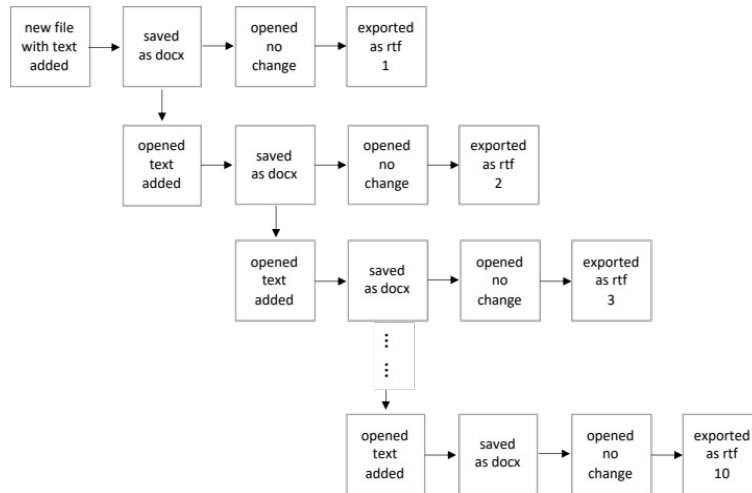 new file
with text
added
saved
as docx
opened
no
change
exported
as rtf
1
opened
text
added
saved
as docx
opened
no
change
exported
as rtf
2
opened
text
added
saved
as docx
opened
no
change
exported
as rtf
3
...
...
opened
text
added
saved
as docx
opened
no
change
exported
as rtf
10